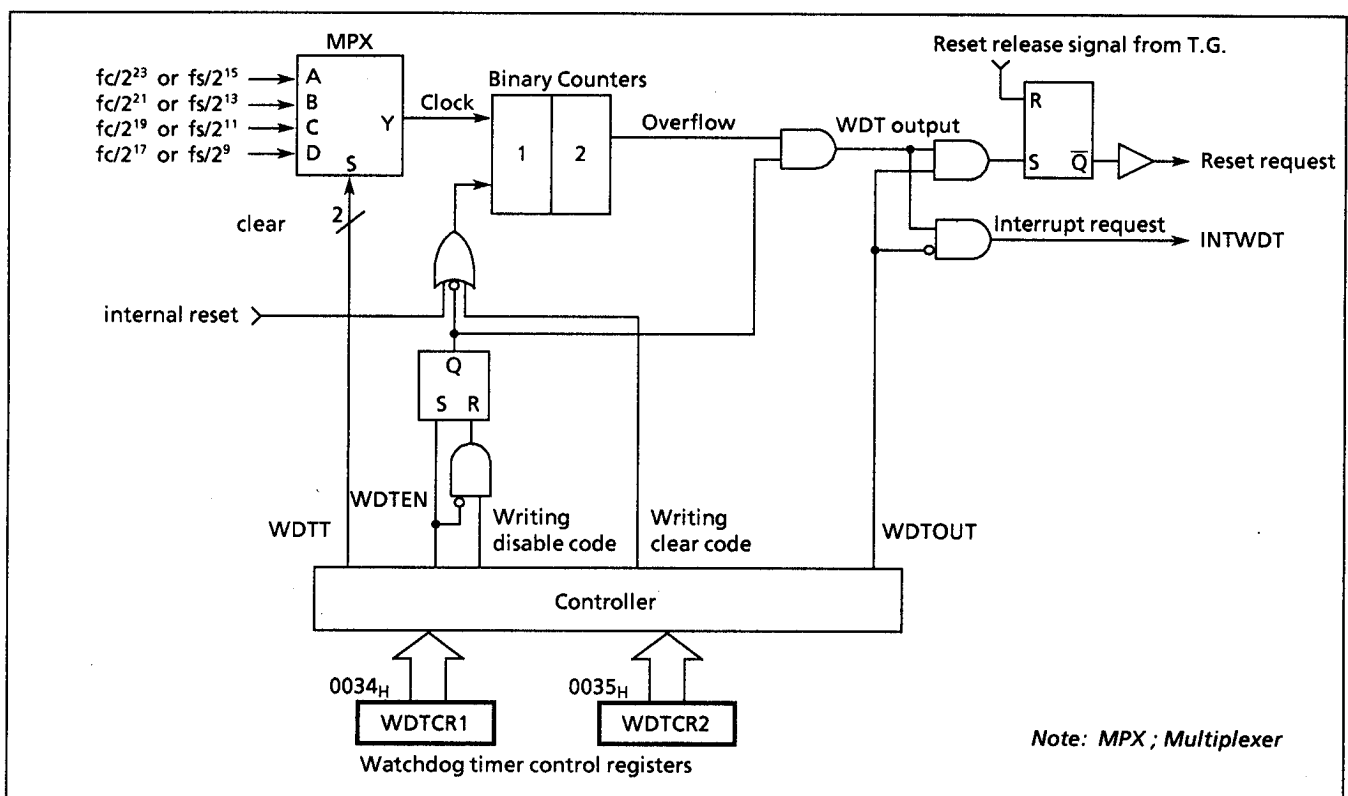 MPX
Reset release signal from T.G.
fc/2²³ or fs/2¹⁵
A
fc/2²¹ or fs/2¹³
B
fc/2¹⁹ or fs/2¹¹
C
fc/2¹⁷ or fs/2⁹
D
Y
S
Clock
Binary Counters
1
2
Overflow
WDT output
R
S
Q̅
Reset request
Interrupt request
INTWDT
2
clear
internal reset
Q
S
R
WDTT
WDTEN
Writing
disable code
Writing
clear code
WDTOUT
Controller
0034H
0035H
WDTCR1
WDTCR2
Watchdog timer control registers
Note: MPX ; Multiplexer